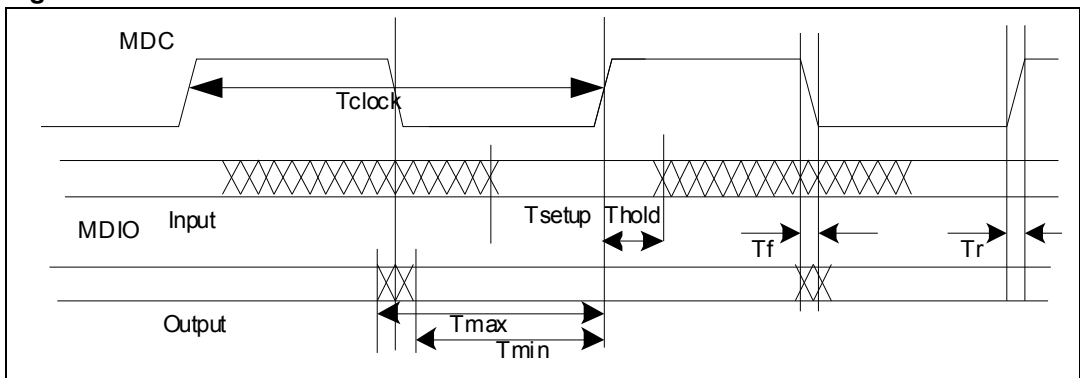 MDC
Tclock
Input
Tsetup Thold
MDIO
Tf
Tr
Output
Tmax
Tmin